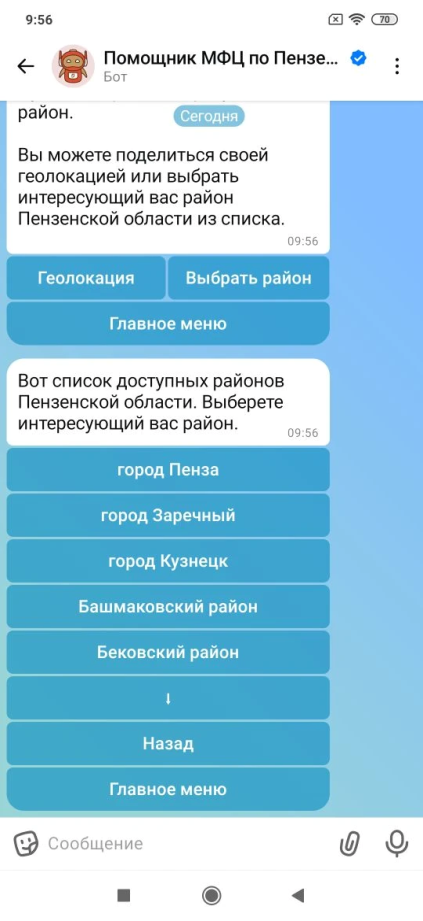 9:56
70
Помощник МФЦ по Пензе...
Бот
район.
Сегодня
Вы можете поделиться своей
геолокацией или выбрать
интересующий вас район
Пензенской области из списка.
09:56
Геолокация
Выбрать район
Главное меню
Вот список доступных районов
Пензенской области. Выберете
интересующий вас район.
09:56
город Пенза
город Заречный
город Кузнецк
Башмаковский район
Бековский район
↓
Назад
Главное меню
Сообщение